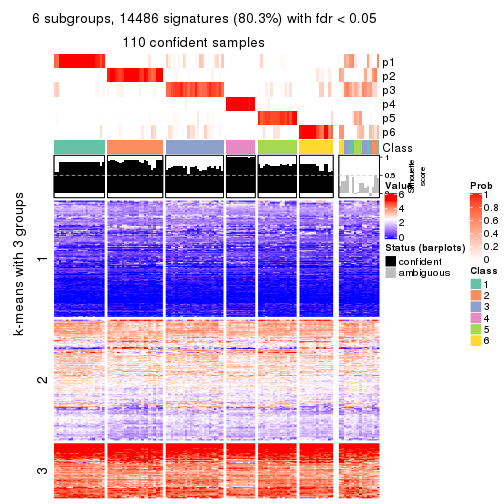 6 subgroups, 14486 signatures (80.3%) with fdr < 0.05
110 confident samples
p1
p2
p3
p4
p5
p6
Class
1
0.5
0
Silhouette score
k-means with 3 groups
1
2
3
Value
6
4
2
0
Status (barplots)
confident
ambiguous
Prob
1
0.8
0.6
0.4
0.2
0
Class
1
2
3
4
5
6